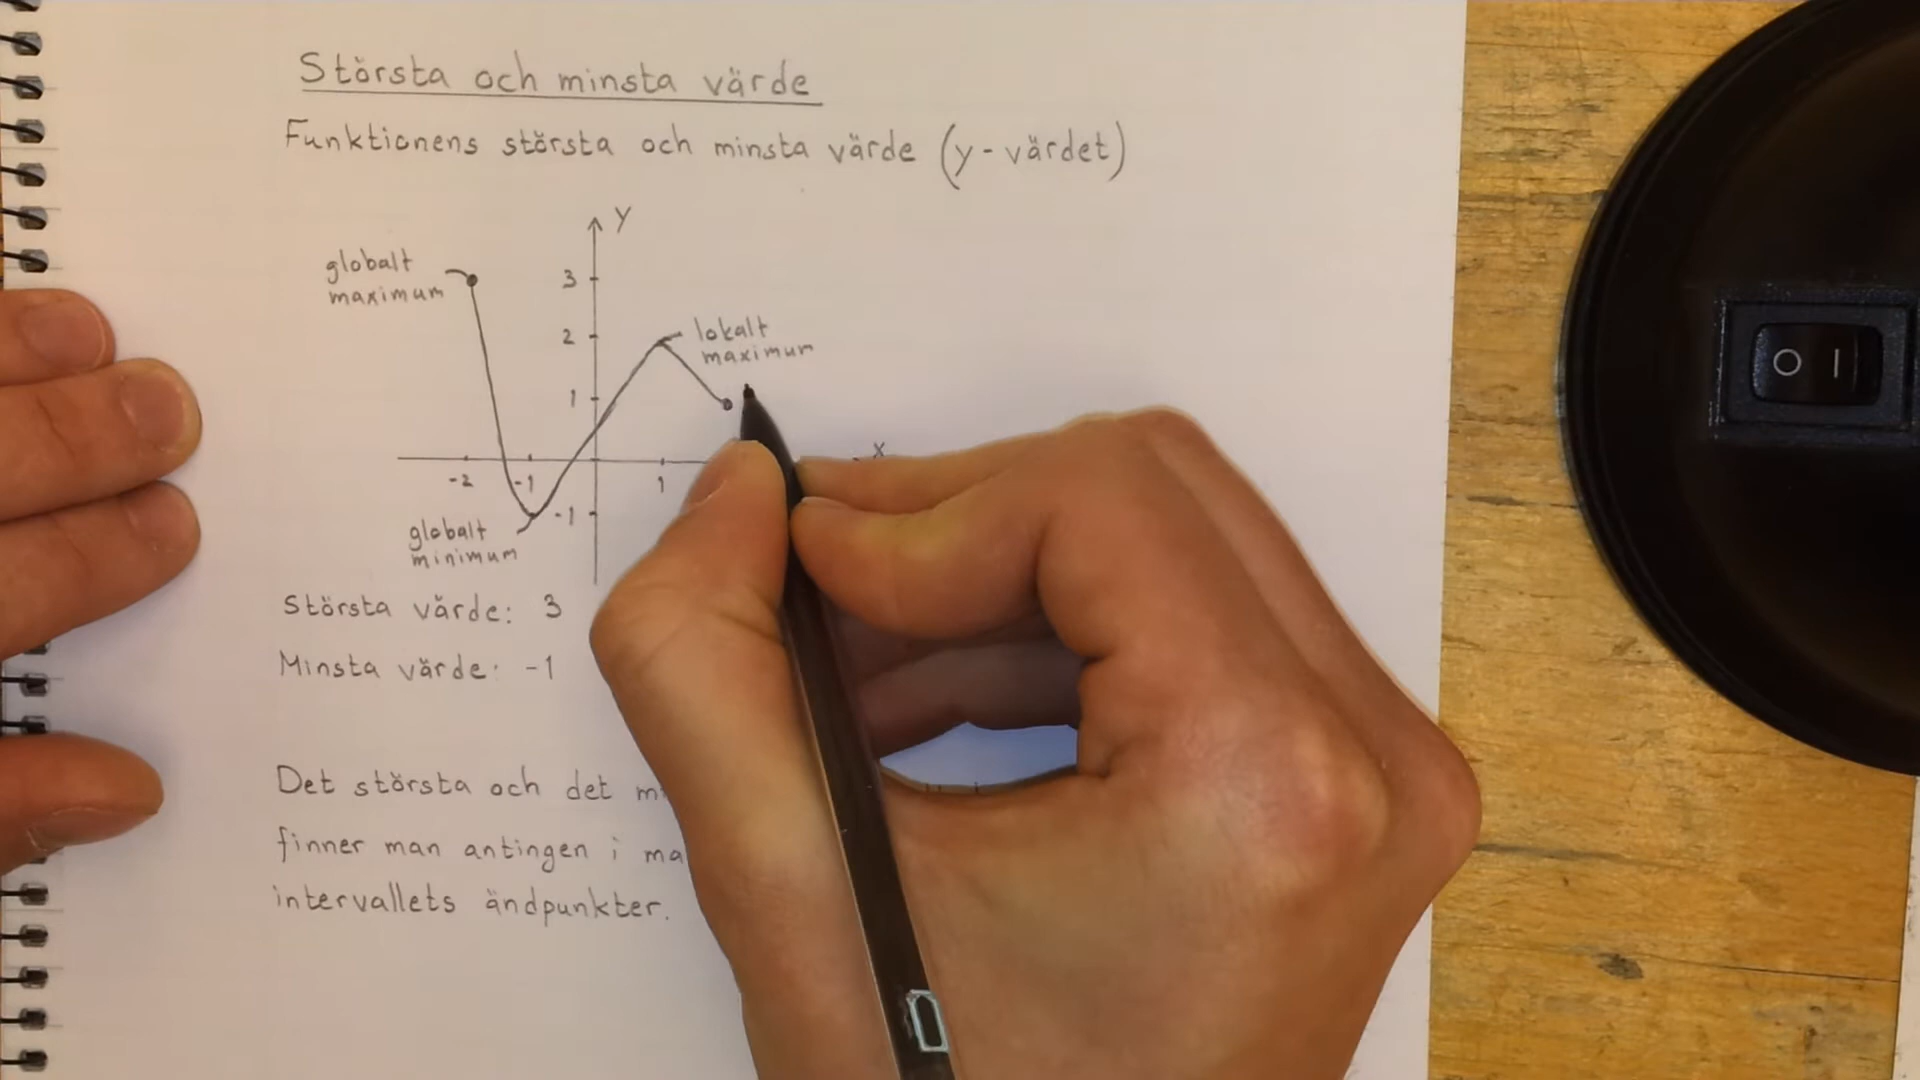 Största och minsta värde
Funktionens största och minsta värde (y-värdet)
y
globalt
maximum
3
2
lokalt
maximum
1
x
-2
-1
1
-1
globalt
minimum
Största värde: 3
Minsta värde: -1
Det största och det
finner man antingen i
intervallets ändpunkter.
O I